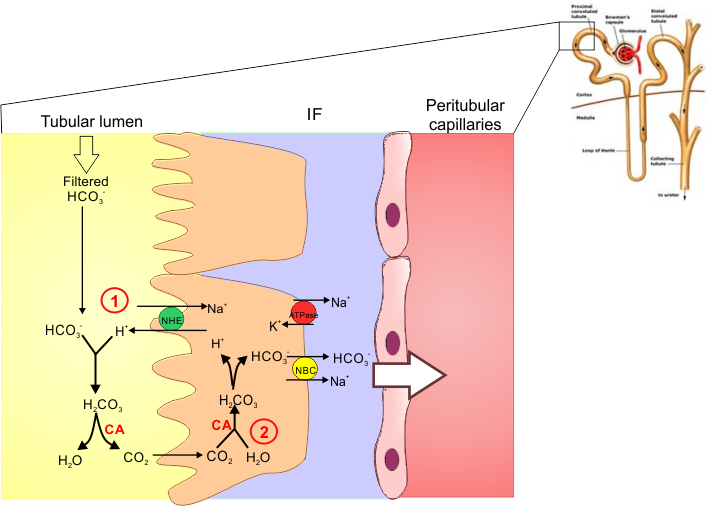 Proximal
convoluted
tubule
Bowman's
capsule
Glomerulus
Distal
convoluted
tubule
Cortex
Medulla
Loop of Henle
Collecting
tubule
to ureter
Tubular lumen
IF
Peritubular
capillaries
Filtered
HCO₃⁻
1
Na⁺
NHE
HCO₃⁻
H⁺
Na⁺
ATPase
K⁺
H⁺
HCO₃⁻
HCO₃⁻
NBC
Na⁺
H₂CO₃
CA
H₂O
CO₂
H₂CO₃
CA
2
CO₂
H₂O